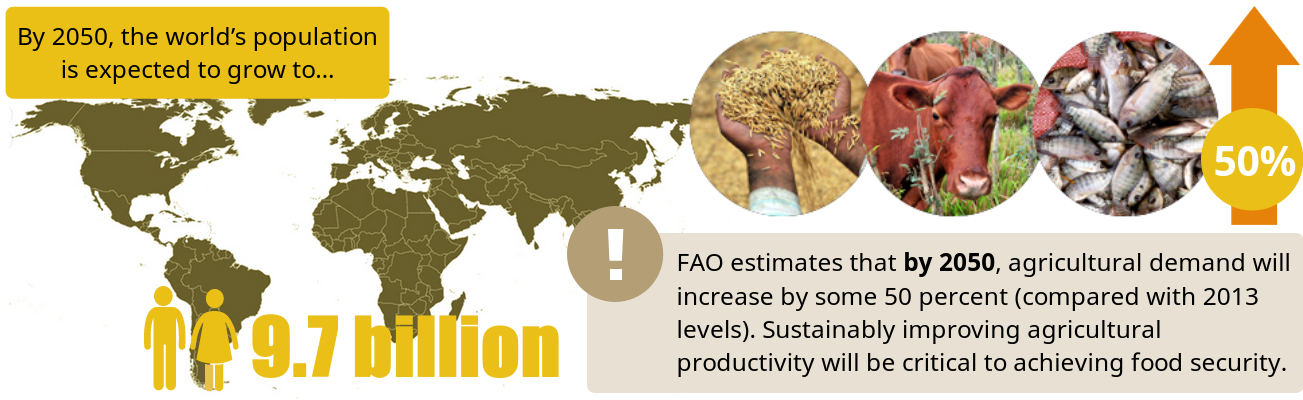 By 2050, the world’s population
is expected to grow to...
9.7 billion
50%
!
FAO estimates that by 2050, agricultural demand will
increase by some 50 percent (compared with 2013
levels). Sustainably improving agricultural
productivity will be critical to achieving food security.